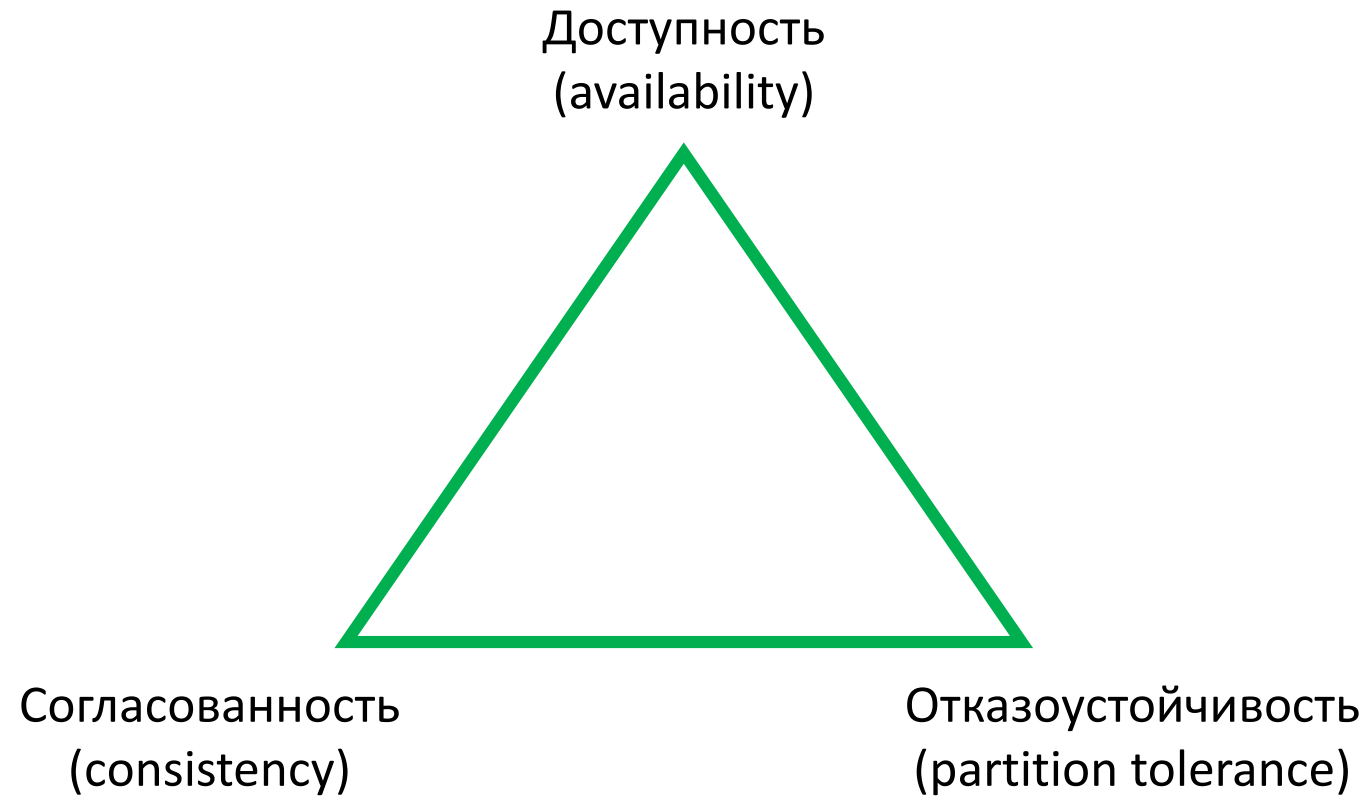 Доступность
(availability)
Согласованность
(consistency)
Отказоустойчивость
(partition tolerance)